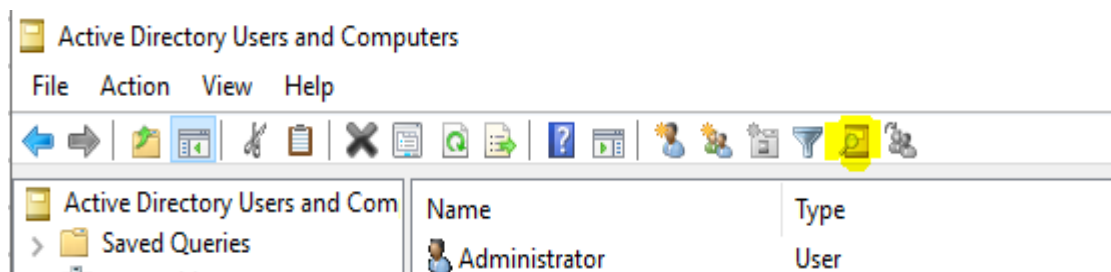 Active Directory Users and Computers
File Action View Help
Active Directory Users and Com
Name Type
Saved Queries
Administrator User